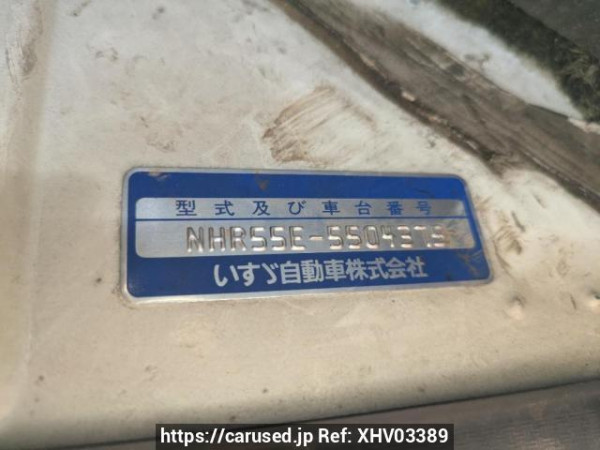 型式及び車台番号
NHR55E-5504375
いすゞ自動車株式会社
https://carused.jp Ref: XHV03389